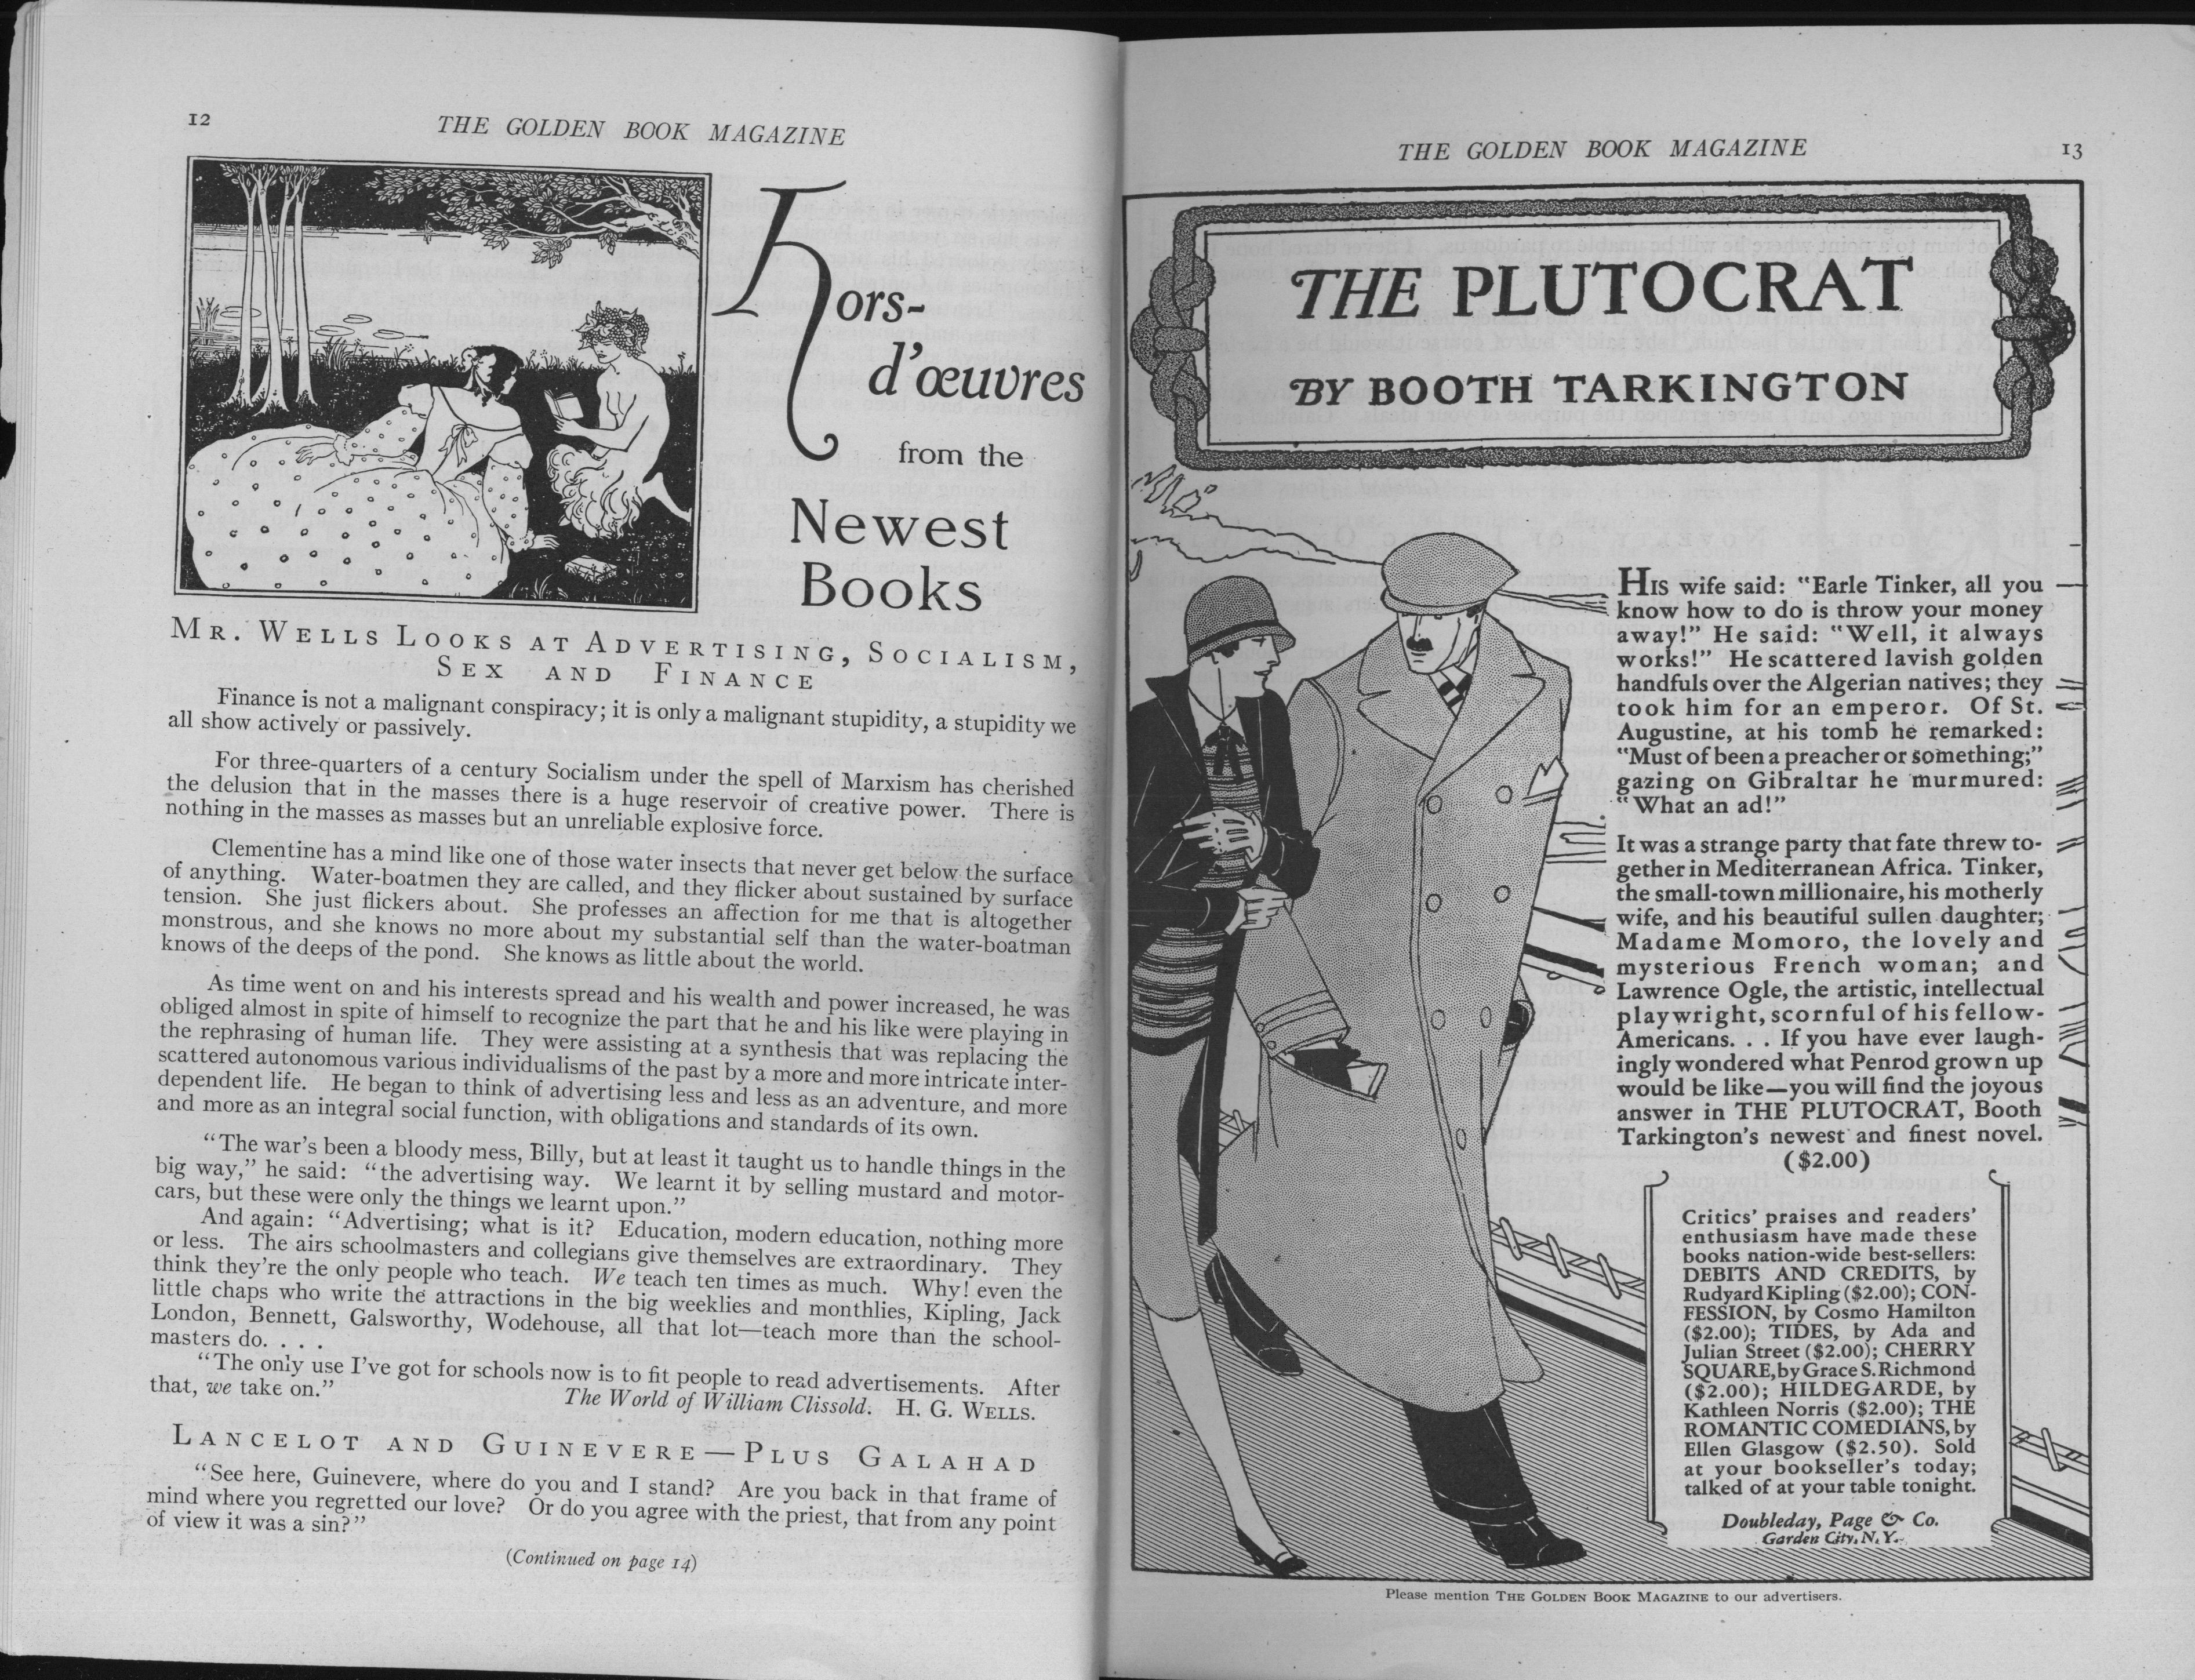 12
THE GOLDEN BOOK MAGAZINE
Hors-
d'œuvres
from the
Newest
Books
MR. WELLS LOOKS AT ADVERTISING, SOCIALISM,
SEX AND FINANCE
Finance is not a malignant conspiracy; it is only a malignant stupidity, a stupidity we
all show actively or passively.
For three-quarters of a century Socialism under the spell of Marxism has cherished
the delusion that in the masses there is a huge reservoir of creative power. There is
nothing in the masses as masses but an unreliable explosive force.
Clementine has a mind like one of those water insects that never get below the surface
of anything. Water-boatmen they are called, and they flicker about sustained by surface
tension. She just flickers about. She professes an affection for me that is altogether
monstrous, and she knows no more about my substantial self than the water-boatman
knows of the deeps of the pond. She knows as little about the world.
As time went on and his interests spread and his wealth and power increased, he was
obliged almost in spite of himself to recognize the part that he and his like were playing in
the rephrasing of human life. They were assisting at a synthesis that was replacing the
scattered autonomous various individualisms of the past by a more and more intricate inter-
dependent life. He began to think of advertising less and less as an adventure, and more
and more as an integral social function, with obligations and standards of its own.
"The war's been a bloody mess, Billy, but at least it taught us to handle things in the
big way," he said: "the advertising way. We learnt it by selling mustard and motor-
cars, but these were only the things we learnt upon."
And again: "Advertising; what is it? Education, modern education, nothing more
or less. The airs schoolmasters and collegians give themselves are extraordinary. They
think they're the only people who teach. We teach ten times as much. Why! even the
little chaps who write the attractions in the big weeklies and monthlies, Kipling, Jack
London, Bennett, Galsworthy, Wodehouse, all that lot—teach more than the school-
masters do. . . .
"The only use I've got for schools now is to fit people to read advertisements. After
that, we take on." The World of William Clissold. H. G. WELLS.
LANCELOT AND GUINEVERE—PLUS GALAHAD
"See here, Guinevere, where do you and I stand? Are you back in that frame of
mind where you regretted our love? Or do you agree with the priest, that from any point
of view it was a sin?"
(Continued on page 14)
THE GOLDEN BOOK MAGAZINE
13
THE PLUTOCRAT
BY BOOTH TARKINGTON
HIS wife said: "Earle Tinker, all you
know how to do is throw your money
away!" He said: "Well, it always
works!" He scattered lavish golden
handfuls over the Algerian natives; they
took him for an emperor. Of St.
Augustine, at his tomb he remarked:
"Must of been a preacher or something;"
gazing on Gibraltar he murmured:
"What an ad!"
It was a strange party that fate threw to-
gether in Mediterranean Africa. Tinker,
the small-town millionaire, his motherly
wife, and his beautiful sullen daughter;
Madame Momoro, the lovely and
mysterious French woman; and
Lawrence Ogle, the artistic, intellectual
playwright, scornful of his fellow-
Americans. . . If you have ever laugh-
ingly wondered what Penrod grown up
would be like—you will find the joyous
answer in THE PLUTOCRAT, Booth
Tarkington's newest and finest novel.
($2.00)
Critics' praises and readers'
enthusiasm have made these
books nation-wide best-sellers:
DEBITS AND CREDITS, by
Rudyard Kipling ($2.00); CON-
FESSION, by Cosmo Hamilton
($2.00); TIDES, by Ada and
Julian Street ($2.00); CHERRY
SQUARE, by Grace S. Richmond
($2.00); HILDEGARDE, by
Kathleen Norris ($2.00); THE
ROMANTIC COMEDIANS, by
Ellen Glasgow ($2.50). Sold
at your bookseller's today;
talked of at your table tonight.
Doubleday, Page & Co.
Garden City, N. Y.
Please mention THE GOLDEN BOOK MAGAZINE to our advertisers.